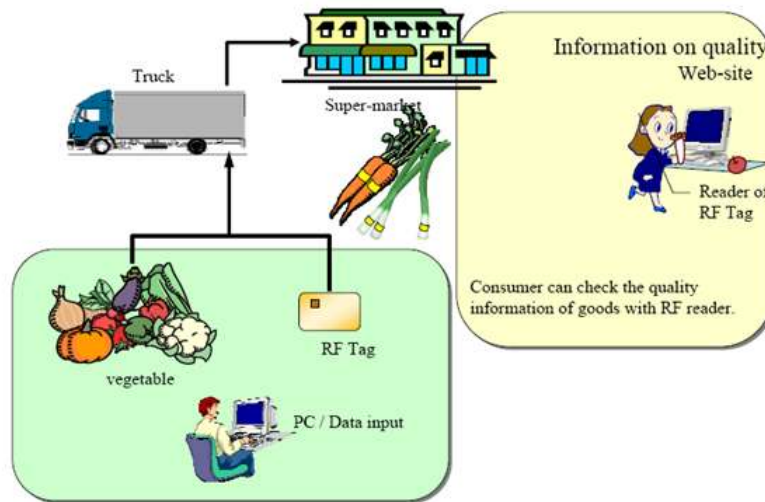 Information on quality
Web-site
Truck
Super-market
Reader of
RF Tag
Consumer can check the quality
information of goods with RF reader.
RF Tag
vegetable
PC / Data input